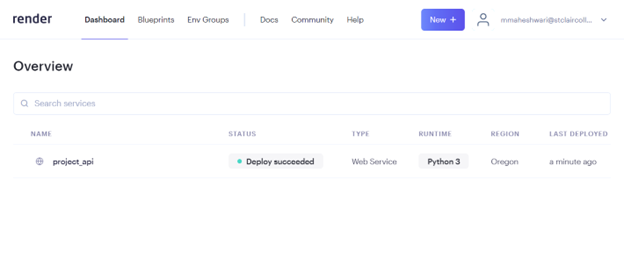 render Dashboard Blueprints Env Groups Docs Community Help New + mmaheshwari@stclaircoll...
Overview
Search services
NAME STATUS TYPE RUNTIME REGION LAST DEPLOYED
project_api Deploy succeeded Web Service Python 3 Oregon a minute ago